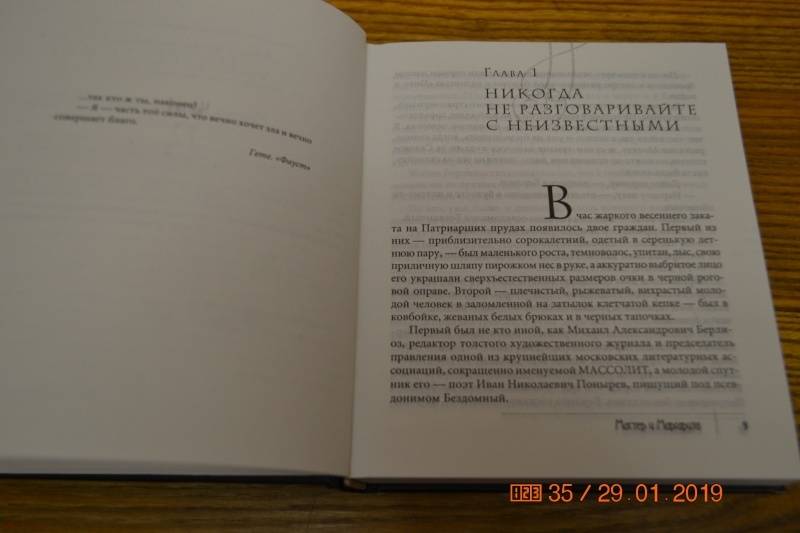 ...так кто ж ты, наконец?
— Я — часть той силы, что вечно хочет зла и вечно
совершает благо.
Гете. «Фауст»
Глава 1
НИКОГДА
НЕ РАЗГОВАРИВАЙТЕ
С НЕИЗВЕСТНЫМИ
В час жаркого весеннего зака-
та на Патриарших прудах появилось двое граждан. Первый из
них — приблизительно сорокалетний, одетый в серенькую лет-
нюю пару, — был маленького роста, темноволос, упитан, лыс, свою
приличную шляпу пирожком нес в руке, а аккуратно выбритое лицо
его украшали сверхъестественных размеров очки в черной рого-
вой оправе. Второй — плечистый, рыжеватый, вихрастый моло-
дой человек в заломленной на затылок клетчатой кепке — был в
ковбойке, жеваных белых брюках и в черных тапочках.
Первый был не кто иной, как Михаил Александрович Берли-
оз, редактор толстого художественного журнала и председатель
правления одной из крупнейших московских литературных ас-
социаций, сокращенно именуемой МАССОЛИТ, а молодой спут-
ник его — поэт Иван Николаевич Понырев, пишущий под псев-
донимом Бездомный.
Мастер и Маргарита 9
35 / 29.01.2019